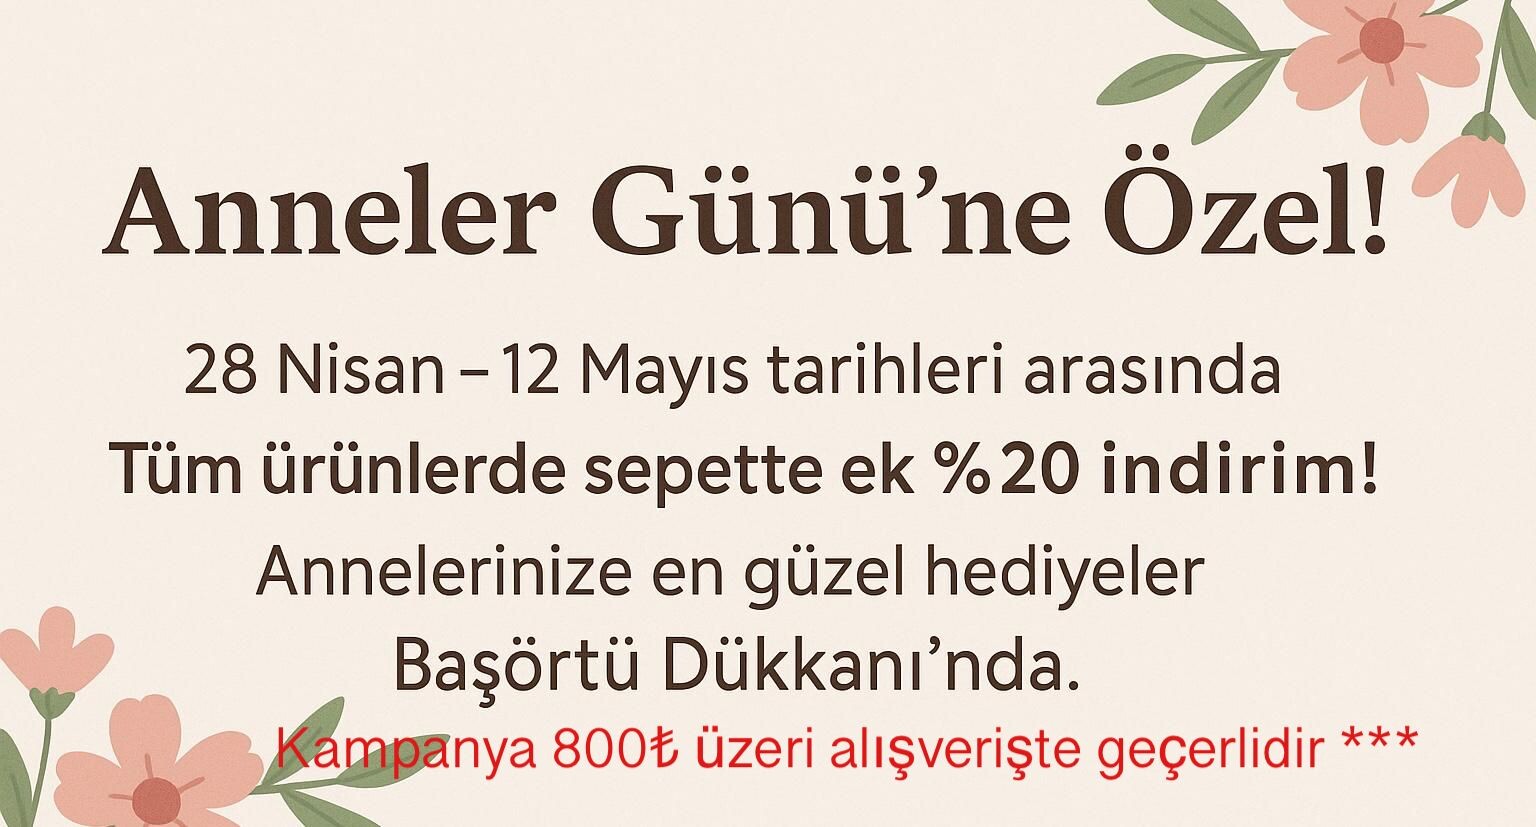 Anneler Günü’ne Özel!
28 Nisan – 12 Mayıs tarihleri arasında
Tüm ürünlerde sepette ek %20 indirim!
Annelerinize en güzel hediyeler
Başörtü Dükkanı’nda.
Kampanya 800₺ üzeri alışverişte geçerlidir ***